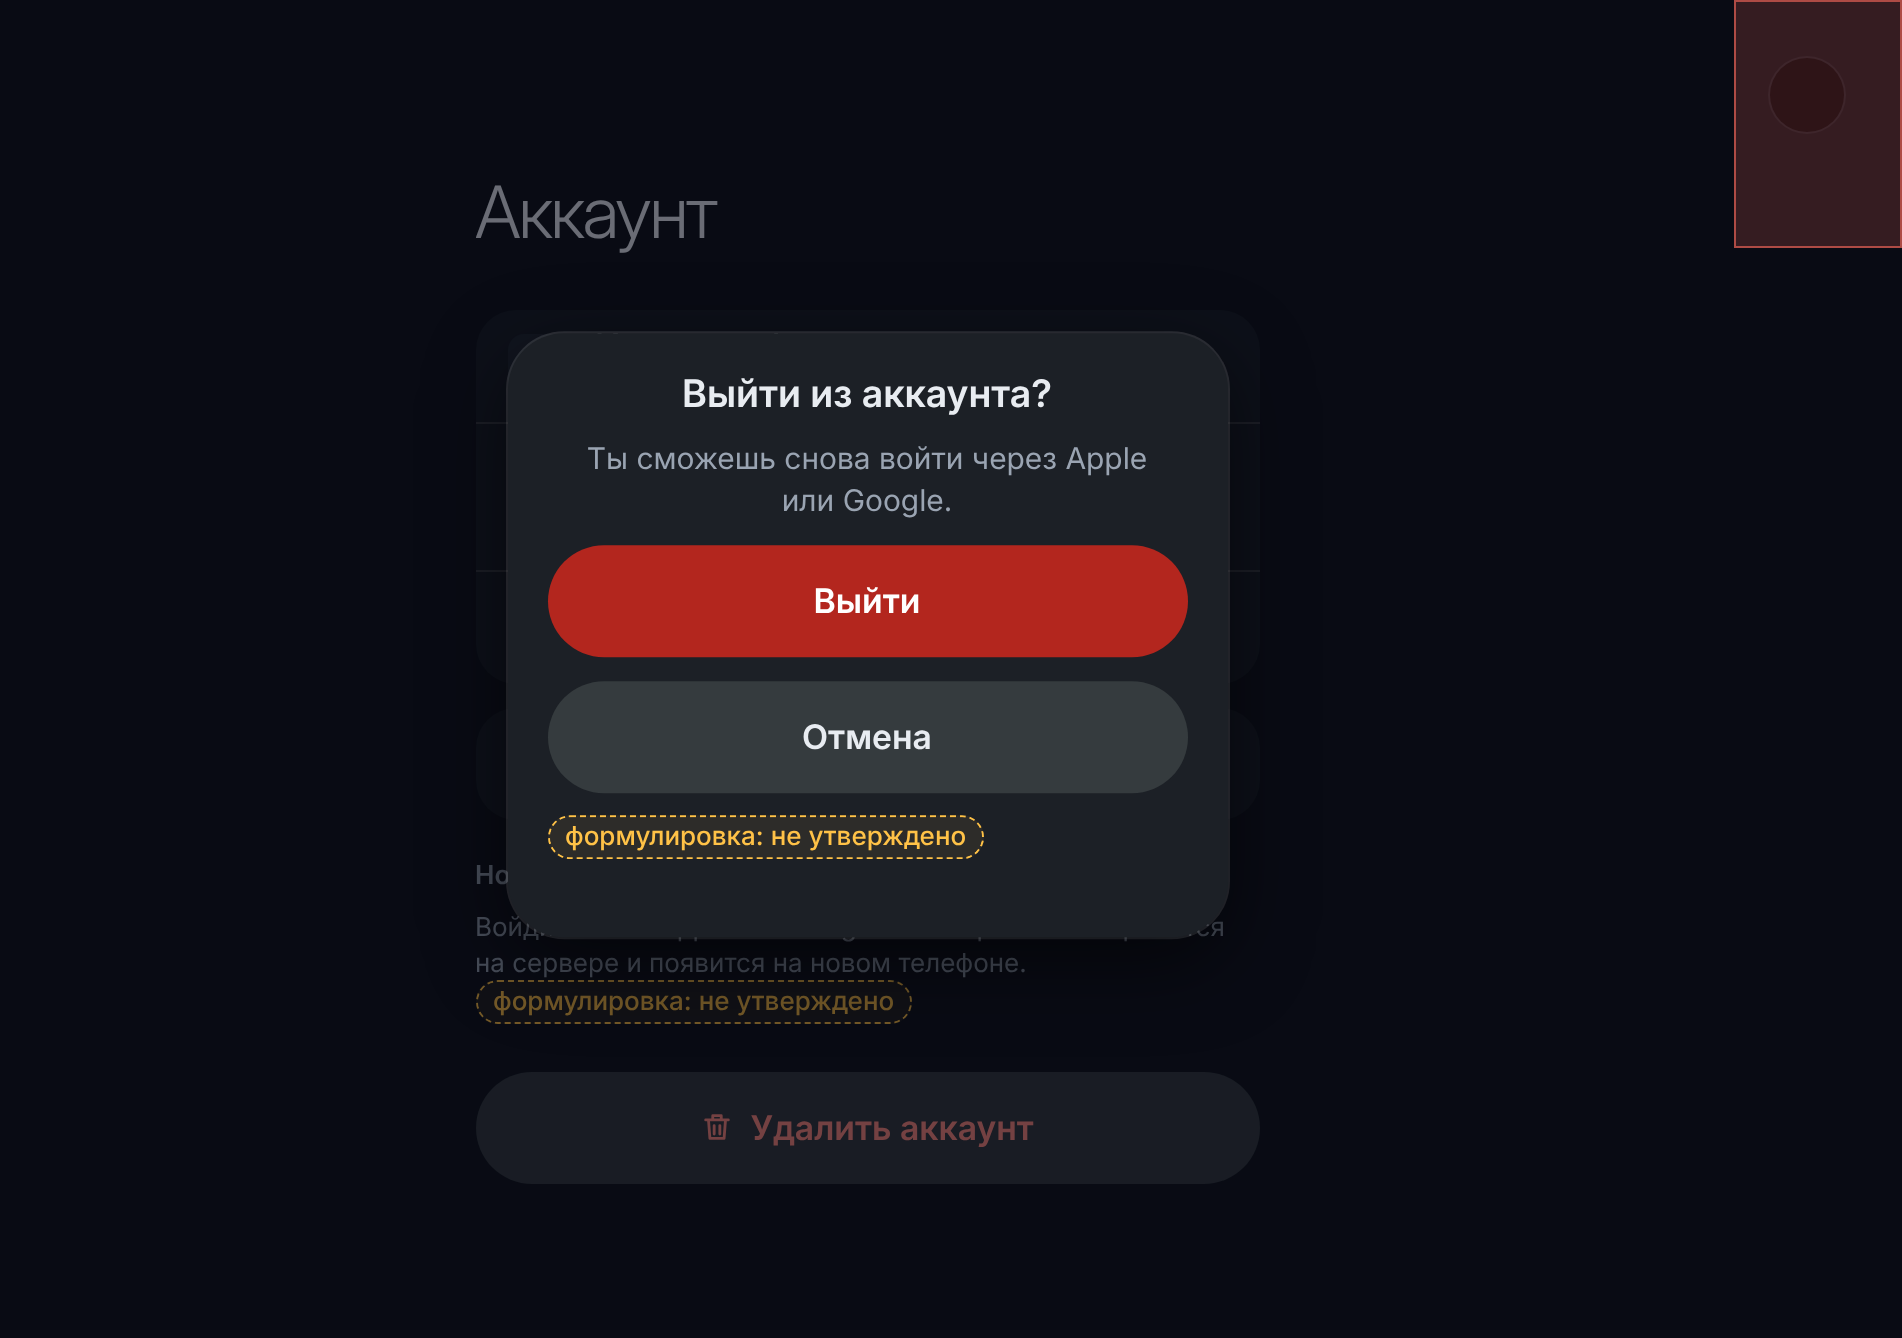 Аккаунт
Выйти из аккаунта?
Ты сможешь снова войти через Apple
или Google.
Выйти
Отмена
формулировка: не утверждено
на сервере и появится на новом телефоне.
формулировка: не утверждено
Удалить аккаунт